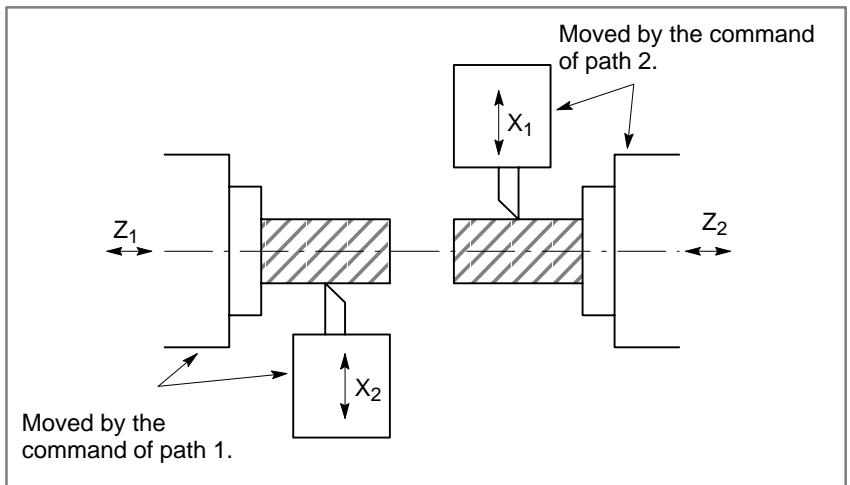 Moved by the command
of path 2.
X₁
Z₁
Z₂
X₂
Moved by the
command of path 1.